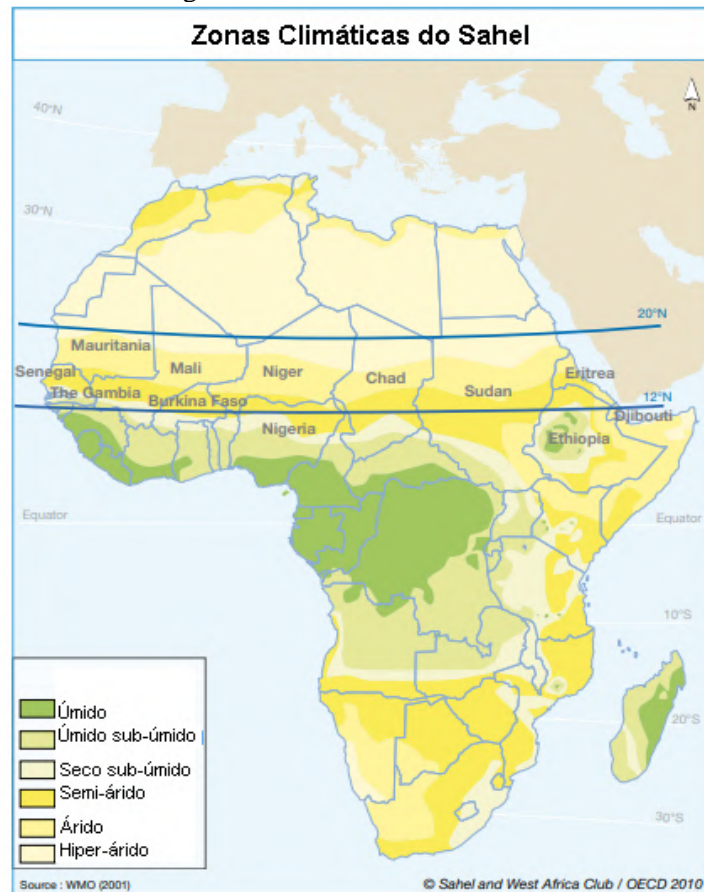 Zonas Climáticas do Sahel
N
40°N
30°N
20°N
Mauritania
Senegal
Mali
Niger
Chad
Sudan
Eritrea
The Gambia
Burkina Faso
12°N
Djibouti
Nigeria
Ethiopia
Equator
Equator
10°S
20°S
30°S
Úmido
Úmido sub-úmido
Seco sub-úmido
Semi-árido
Árido
Hiper-árido
Source : WMO (2001)
© Sahel and West Africa Club / OECD 2010